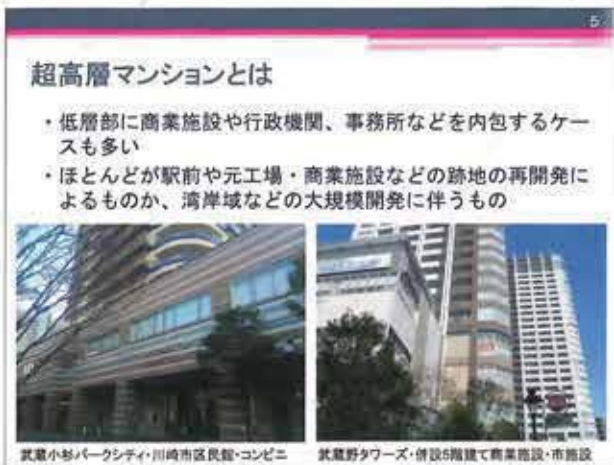 5
超高層マンションとは
・低層部に商業施設や行政機関、事務所などを内包するケー
スも多い
・ほとんどが駅前や元工場・商業施設などの跡地の再開発に
よるものか、湾岸域などの大規模開発に伴うもの
武蔵小杉パークシティ・川崎市区民館・コンビニ
武蔵野タワーズ・併設5階建て商業施設・市施設